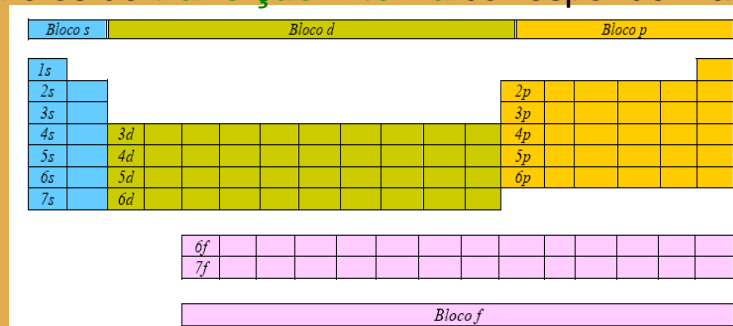 Bloco s Bloco d Bloco p
1s
2s 2p
3s 3p
4s 3d 4p
5s 4d 5p
6s 5d 6p
7s 6d
6f
7f
Bloco f